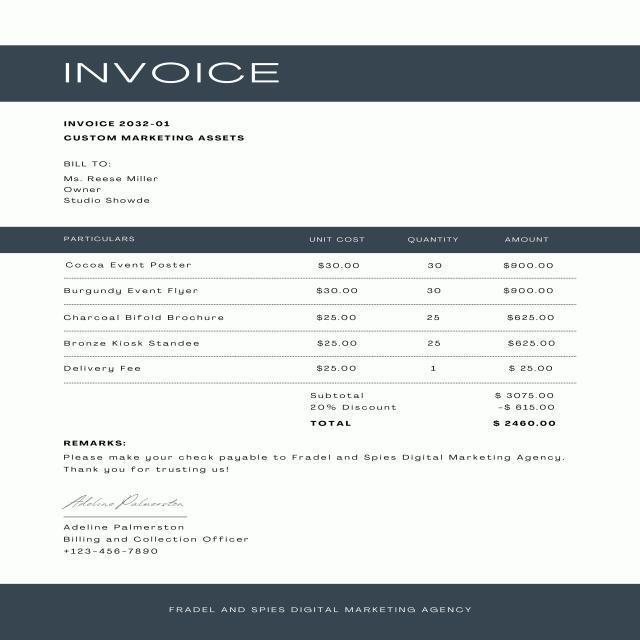 INVOICE
INVOICE 2032-01
CUSTOM MARKETING ASSETS
BILL TO:
Ms. Reese Miller
Owner
Studio Showde
PARTICULARS UNIT COST QUANTITY AMOUNT
Cocoa Event Poster $30.00 30 $900.00
Burgundy Event Flyer $30.00 30 $900.00
Charcoal Bifold Brochure $25.00 25 $625.00
Bronze Kiosk Standee $25.00 25 $625.00
Delivery Fee $25.00 1 $ 25.00
Subtotal $ 3075.00
20% Discount -$ 615.00
TOTAL $ 2460.00
REMARKS:
Please make your check payable to Fradel and Spies Digital Marketing Agency.
Thank you for trusting us!
Adeline Palmerston
Adeline Palmerston
Billing and Collection Officer
+123-456-7890
FRADEL AND SPIES DIGITAL MARKETING AGENCY